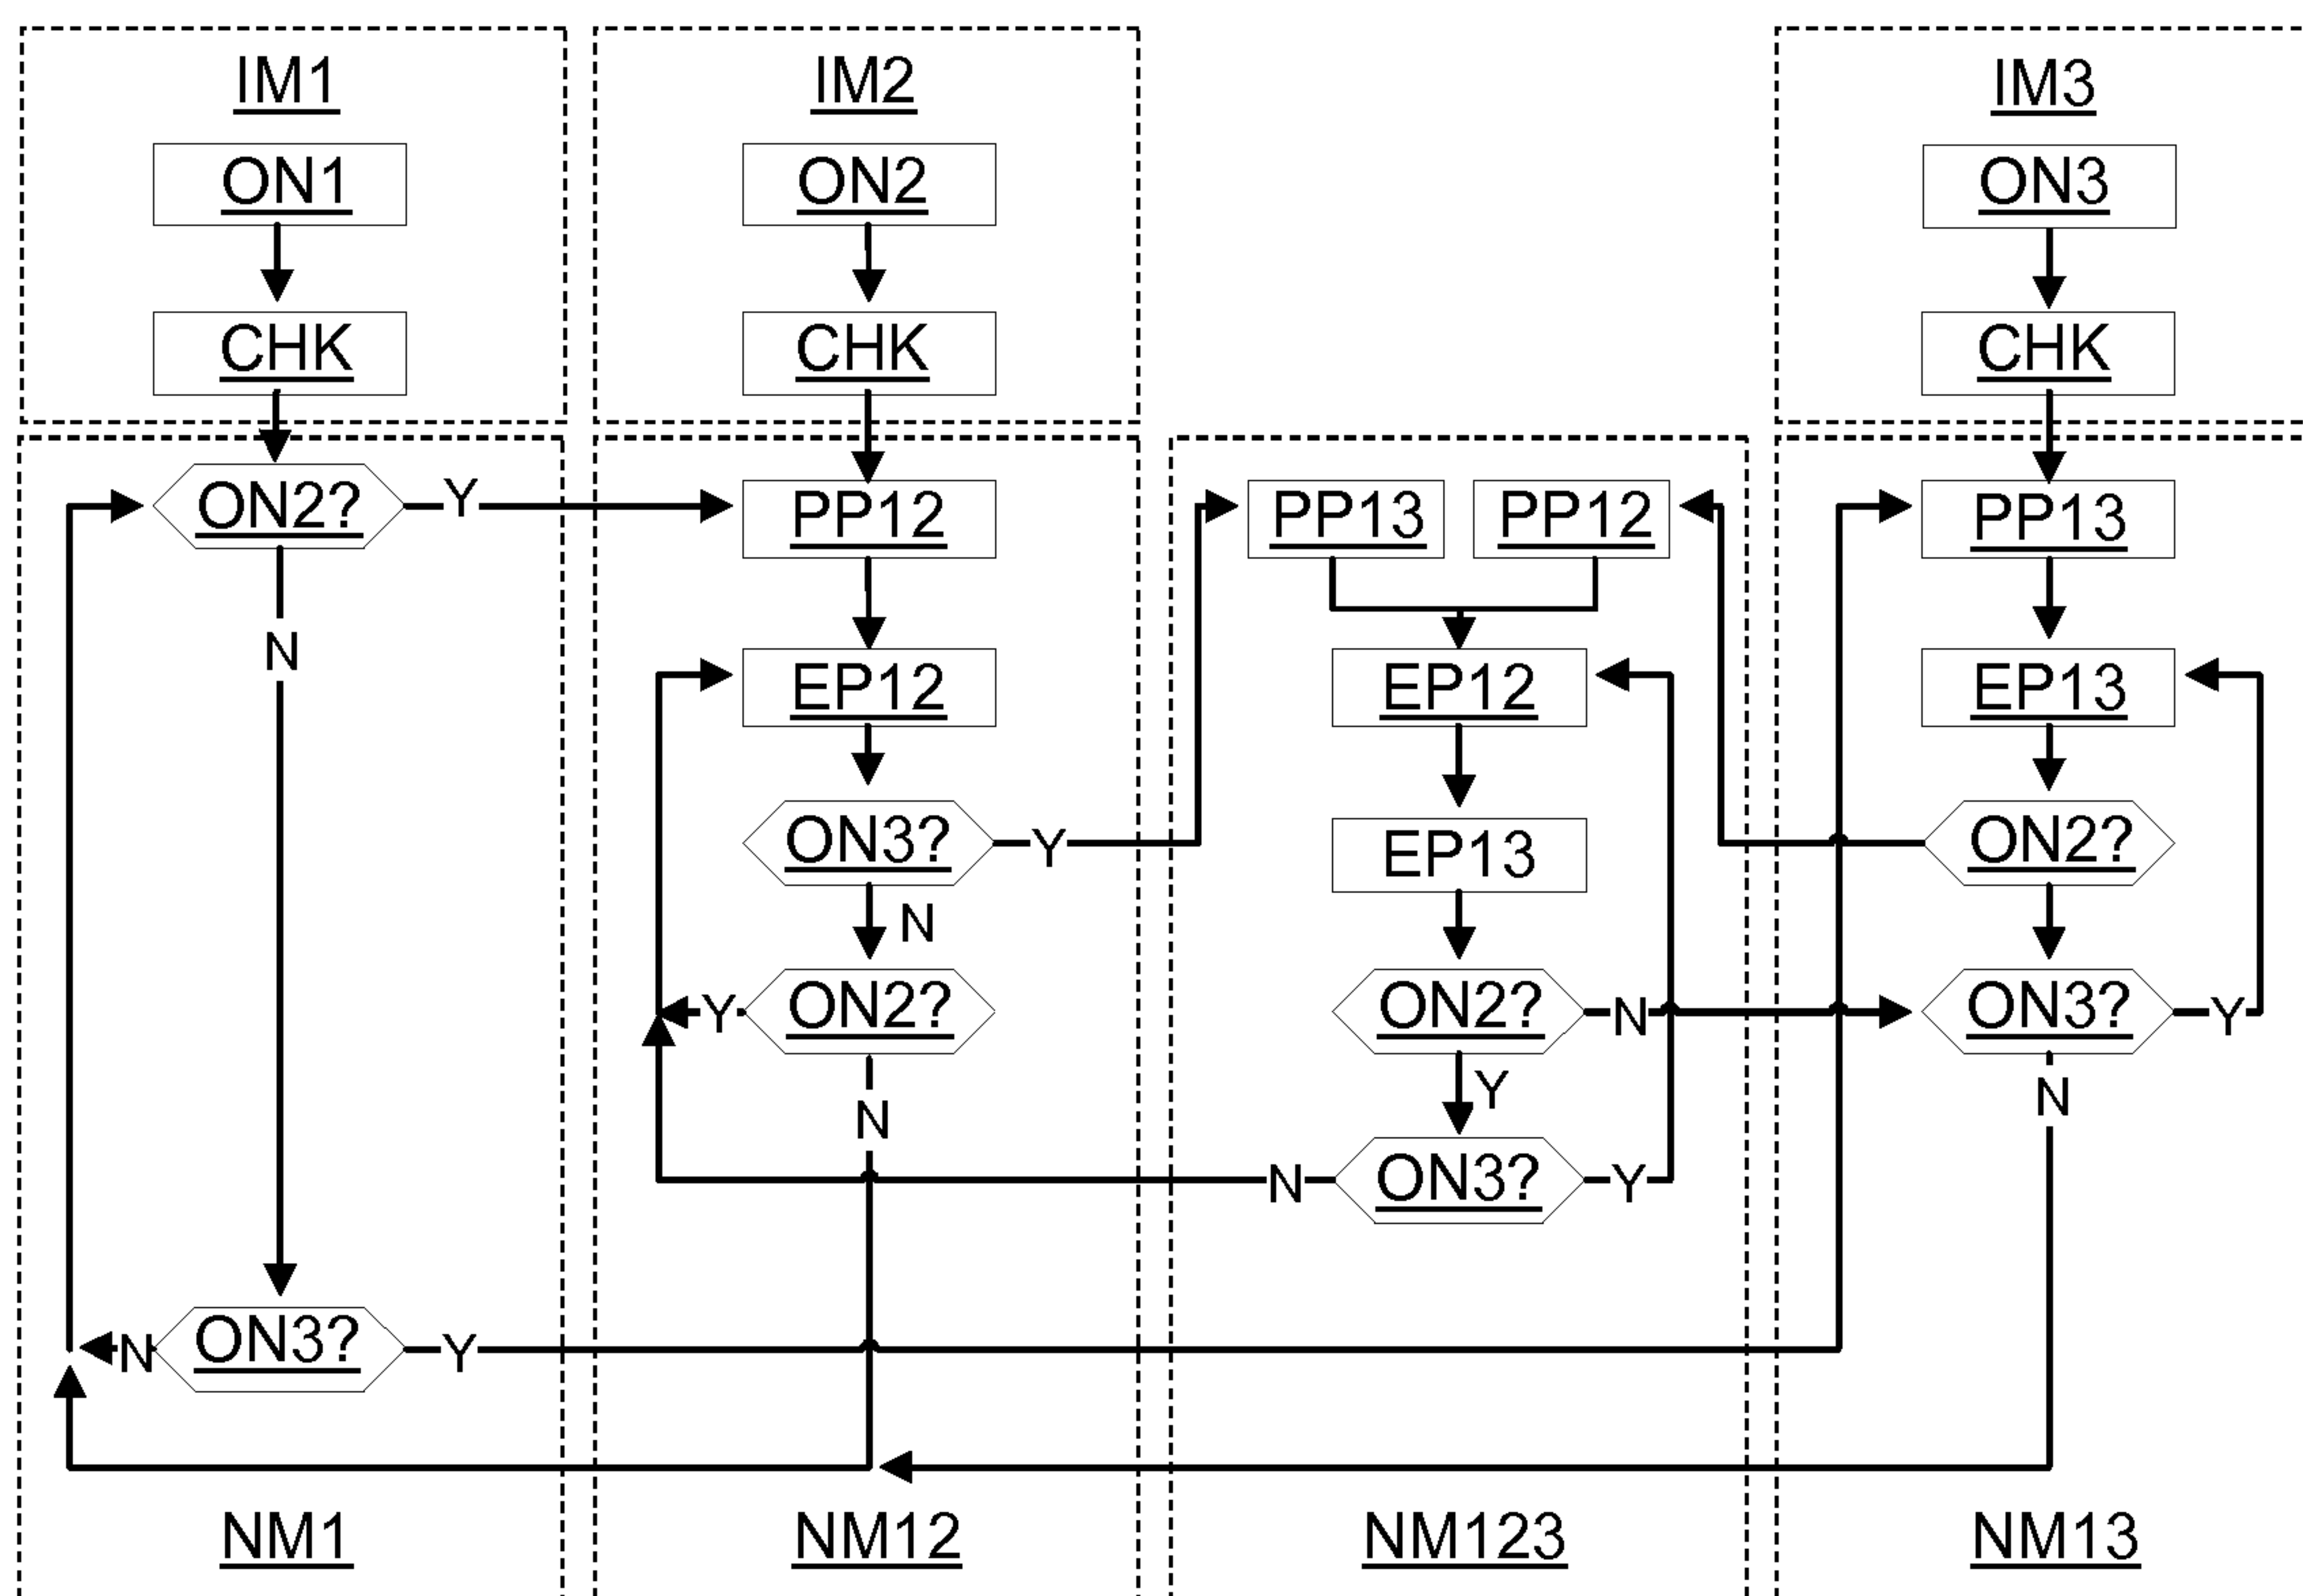 IM1
ON1
CHK
IM2
ON2
CHK
IM3
ON3
CHK
ON2?
Y
N
ON3?
N
Y
NM1
PP12
EP12
ON3?
Y
N
ON2?
Y
N
NM12
PP13 PP12
EP12
EP13
ON2?
N
Y
ON3?
N
Y
NM123
PP13
EP13
ON2?
ON3?
Y
N
NM13